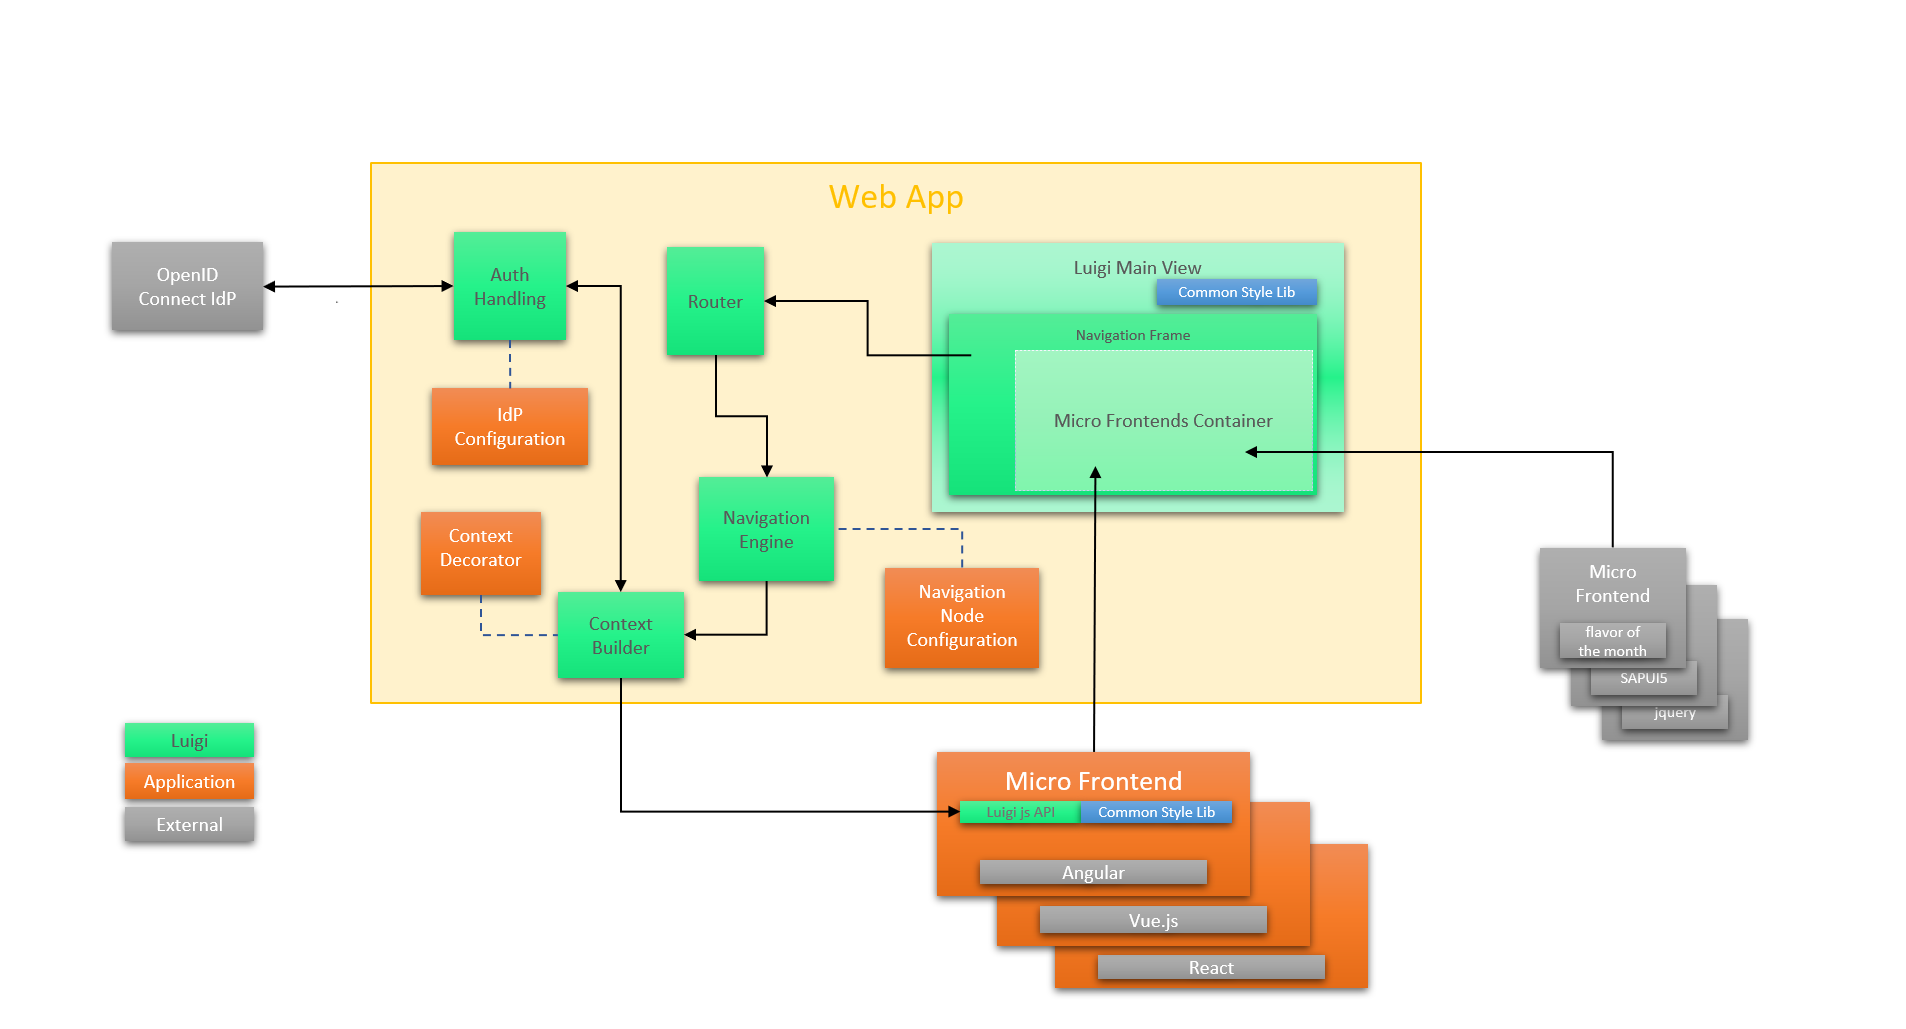 Web App
OpenID
Connect IdP
Auth
Handling
Router
Luigi Main View
Common Style Lib
Navigation Frame
Micro Frontends Container
IdP
Configuration
Context
Decorator
Navigation
Engine
Context
Builder
Navigation
Node
Configuration
Micro
Frontend
flavor of
the month
SAPUI5
jquery
Luigi
Application
External
Micro Frontend
Luigi js API
Common Style Lib
Angular
Vue.js
React